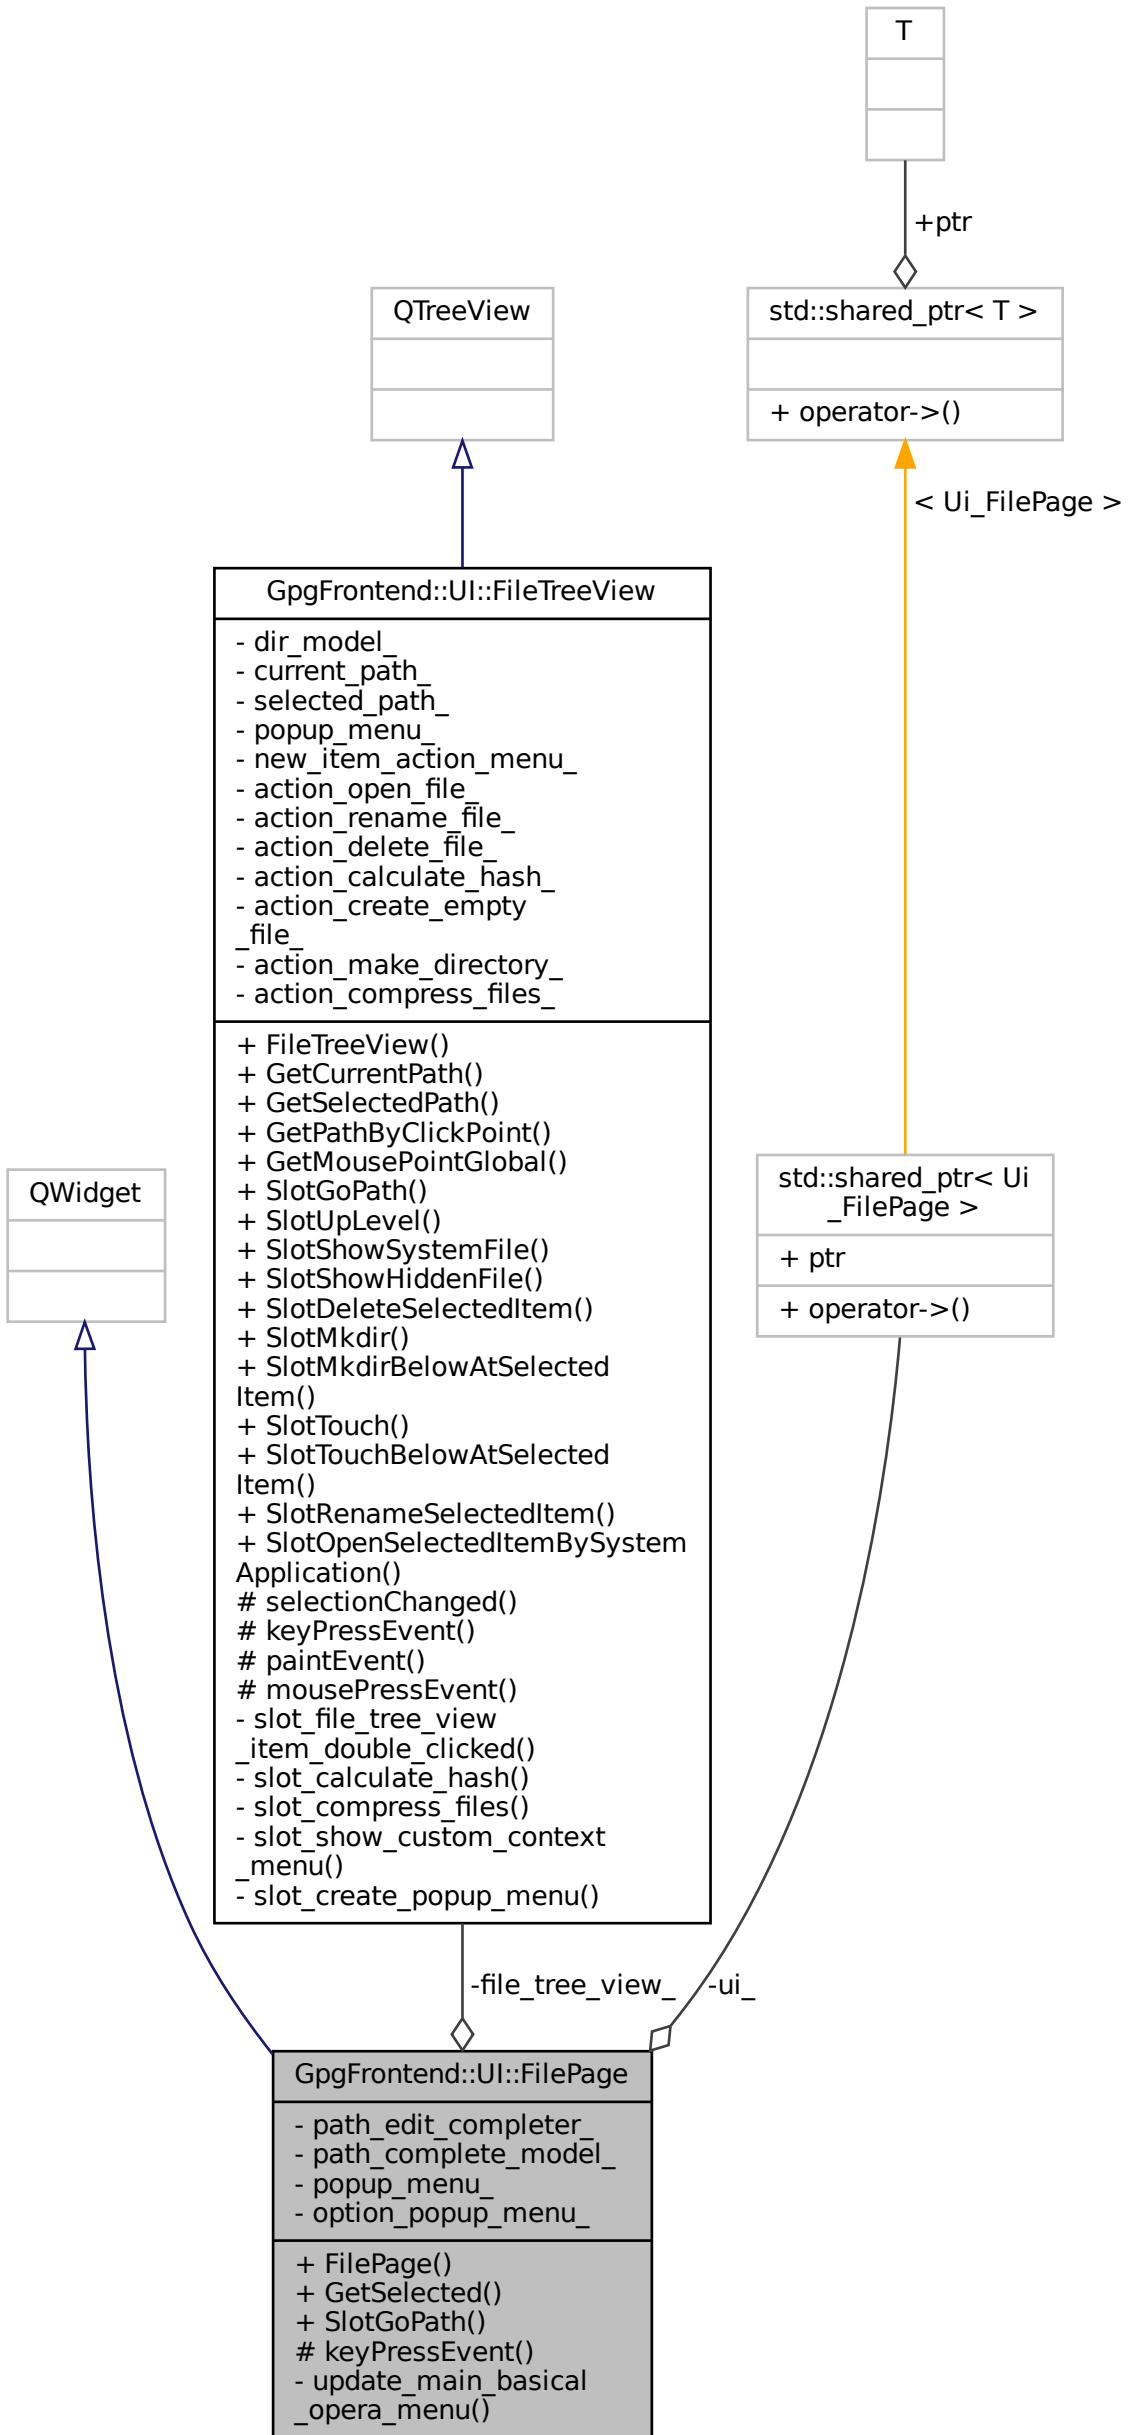 T
+ptr
QTreeView
std::shared_ptr< T >
+ operator->()
< Ui_FilePage >
GpgFrontend::UI::FileTreeView
- dir_model_
- current_path_
- selected_path_
- popup_menu_
- new_item_action_menu_
- action_open_file_
- action_rename_file_
- action_delete_file_
- action_calculate_hash_
- action_create_empty
_file_
- action_make_directory_
- action_compress_files_
+ FileTreeView()
+ GetCurrentPath()
+ GetSelectedPath()
+ GetPathByClickPoint()
+ GetMousePointGlobal()
+ SlotGoPath()
+ SlotUpLevel()
+ SlotShowSystemFile()
+ SlotShowHiddenFile()
+ SlotDeleteSelectedItem()
+ SlotMkdir()
+ SlotMkdirBelowAtSelected
Item()
+ SlotTouch()
+ SlotTouchBelowAtSelected
Item()
+ SlotRenameSelectedItem()
+ SlotOpenSelectedItemBySystem
Application()
# selectionChanged()
# keyPressEvent()
# paintEvent()
# mousePressEvent()
- slot_file_tree_view
_item_double_clicked()
- slot_calculate_hash()
- slot_compress_files()
- slot_show_custom_context
_menu()
- slot_create_popup_menu()
QWidget
std::shared_ptr< Ui
_FilePage >
+ ptr
+ operator->()
-file_tree_view_
-ui_
GpgFrontend::UI::FilePage
- path_edit_completer_
- path_complete_model_
- popup_menu_
- option_popup_menu_
+ FilePage()
+ GetSelected()
+ SlotGoPath()
# keyPressEvent()
- update_main_basical
_opera_menu()